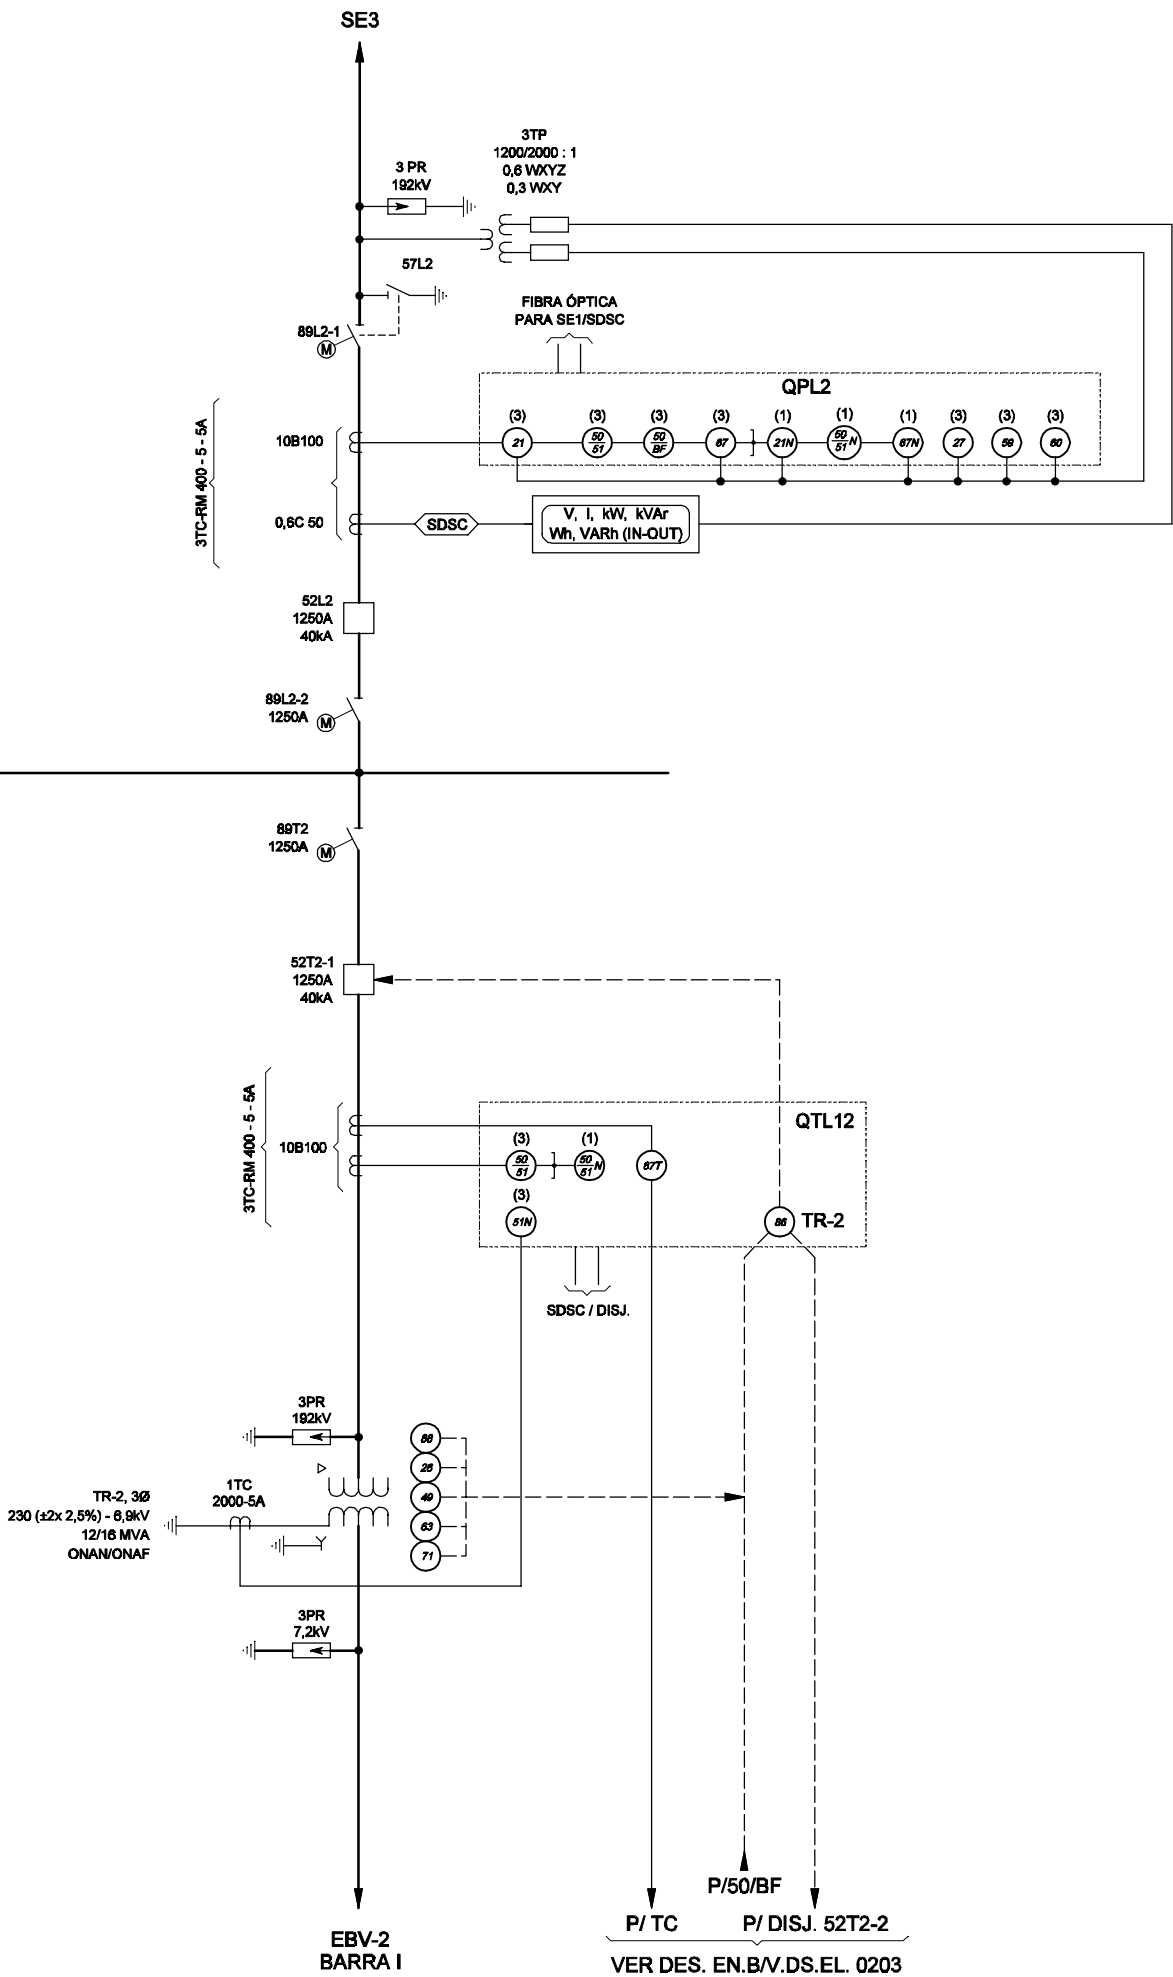 SE3
3TP
1200/2000 : 1
0,6 WXYZ
0,3 WXY
3 PR
192kV
57L2
FIBRA ÓPTICA
PARA SE1/SDSC
89L2-1
M
QPL2
3TC-RM 400 - 5 - 5A
10B100
(3)
(3)
(3)
(3)
(1)
(1)
(1)
(3)
(3)
(3)
21
50
51
50
BF
67
21N
50
51
N
67N
27
59
60
0,6C 50
SDSC
V, I, kW, kVAr
Wh, VARh (IN-OUT)
52L2
1250A
40kA
89L2-2
1250A
M
89T2
1250A
M
52T2-1
1250A
40kA
3TC-RM 400 - 5 - 5A
10B100
QTL12
(3)
(1)
50
51
50
51
N
87T
(3)
51N
86
TR-2
SDSC / DISJ.
3PR
192kV
26
49
63
71
1TC
2000-5A
TR-2, 3Ø
230 (±2x 2,5%) - 6,9kV
12/16 MVA
ONAN/ONAF
3PR
7,2kV
P/50/BF
P/ TC
P/ DISJ. 52T2-2
EBV-2
BARRA I
VER DES. EN.B/V.DS.EL. 0203